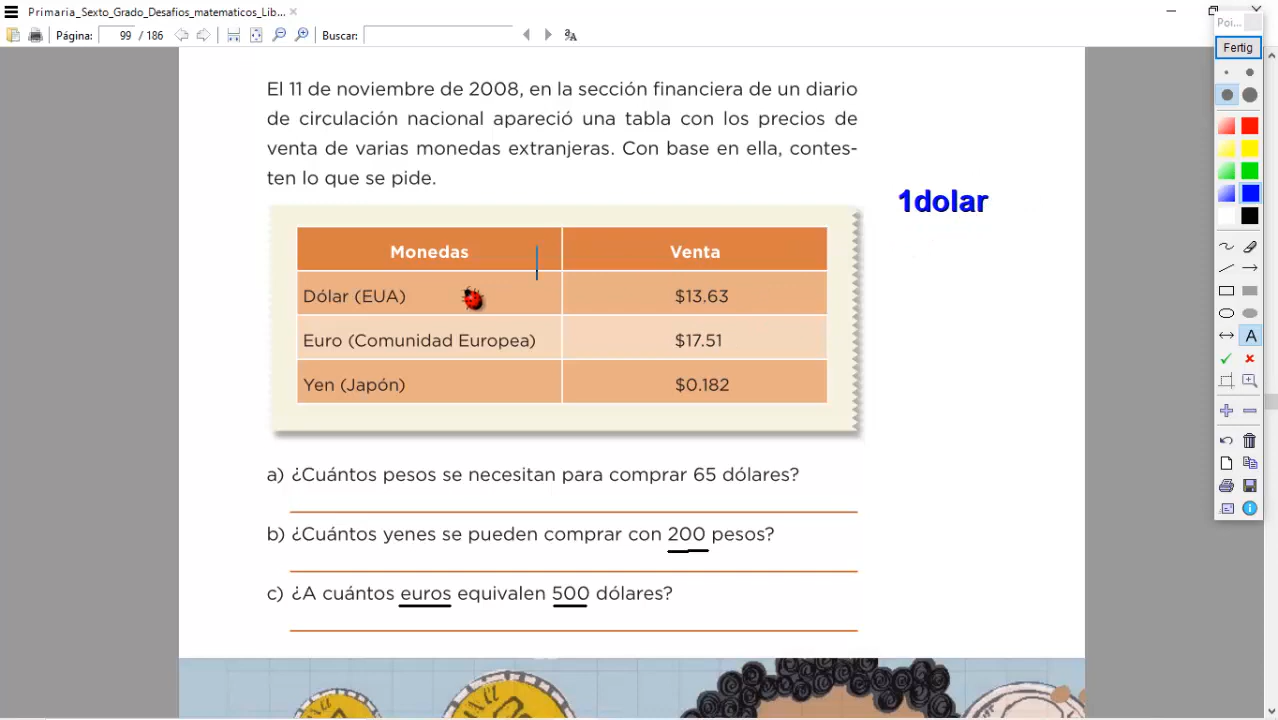 Primaria_Sexto_Grado_Desafios_matematicos_Lib...
Página: 99 / 186 Buscar:
Poi...
Fertig
El 11 de noviembre de 2008, en la sección financiera de un diario
de circulación nacional apareció una tabla con los precios de
venta de varias monedas extranjeras. Con base en ella, contes-
ten lo que se pide.
1dolar
Monedas Venta
Dólar (EUA) $13.63
Euro (Comunidad Europea) $17.51
Yen (Japón) $0.182
a) ¿Cuántos pesos se necesitan para comprar 65 dólares?
b) ¿Cuántos yenes se pueden comprar con 200 pesos?
c) ¿A cuántos euros equivalen 500 dólares?